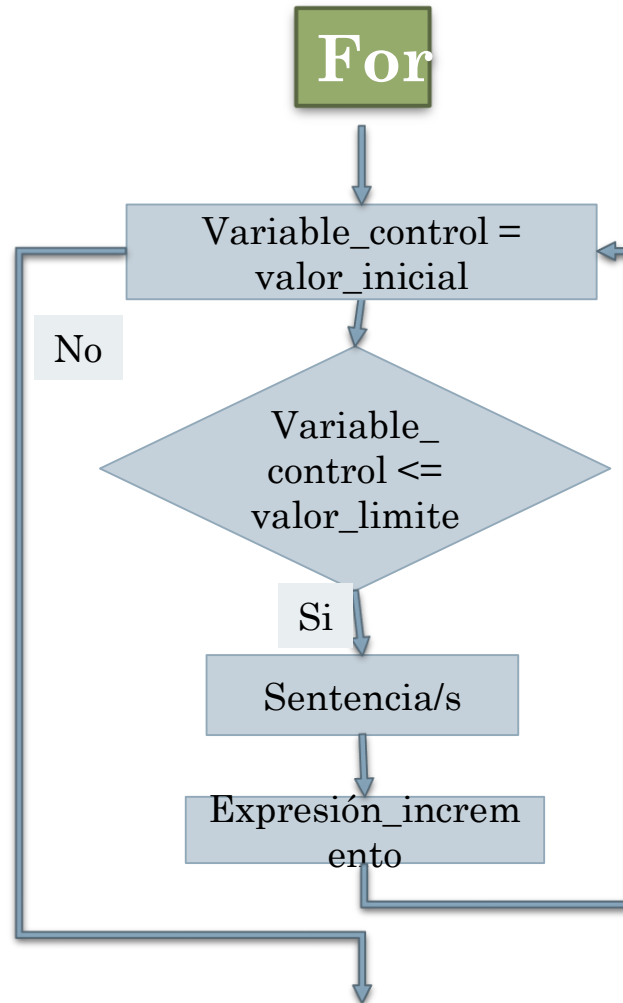 For
Variable_control =
valor_inicial
No
Variable_
control <=
valor_limite
Si
Sentencia/s
Expresión_increm
ento